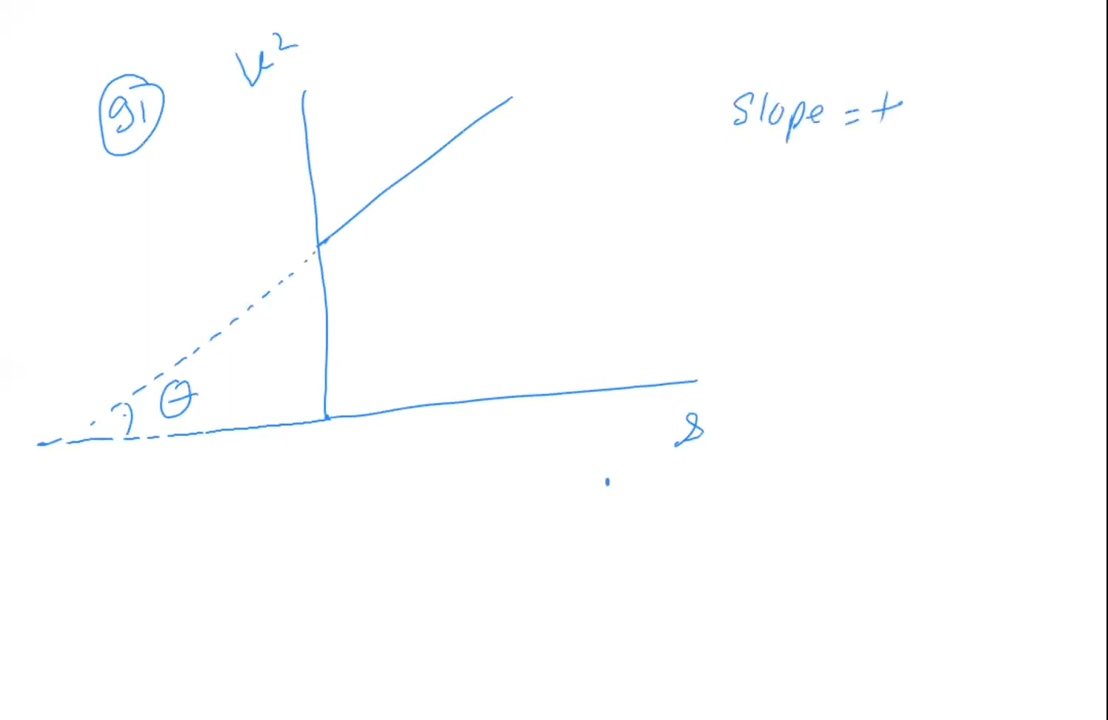 91
v²
Slope = +
θ
s